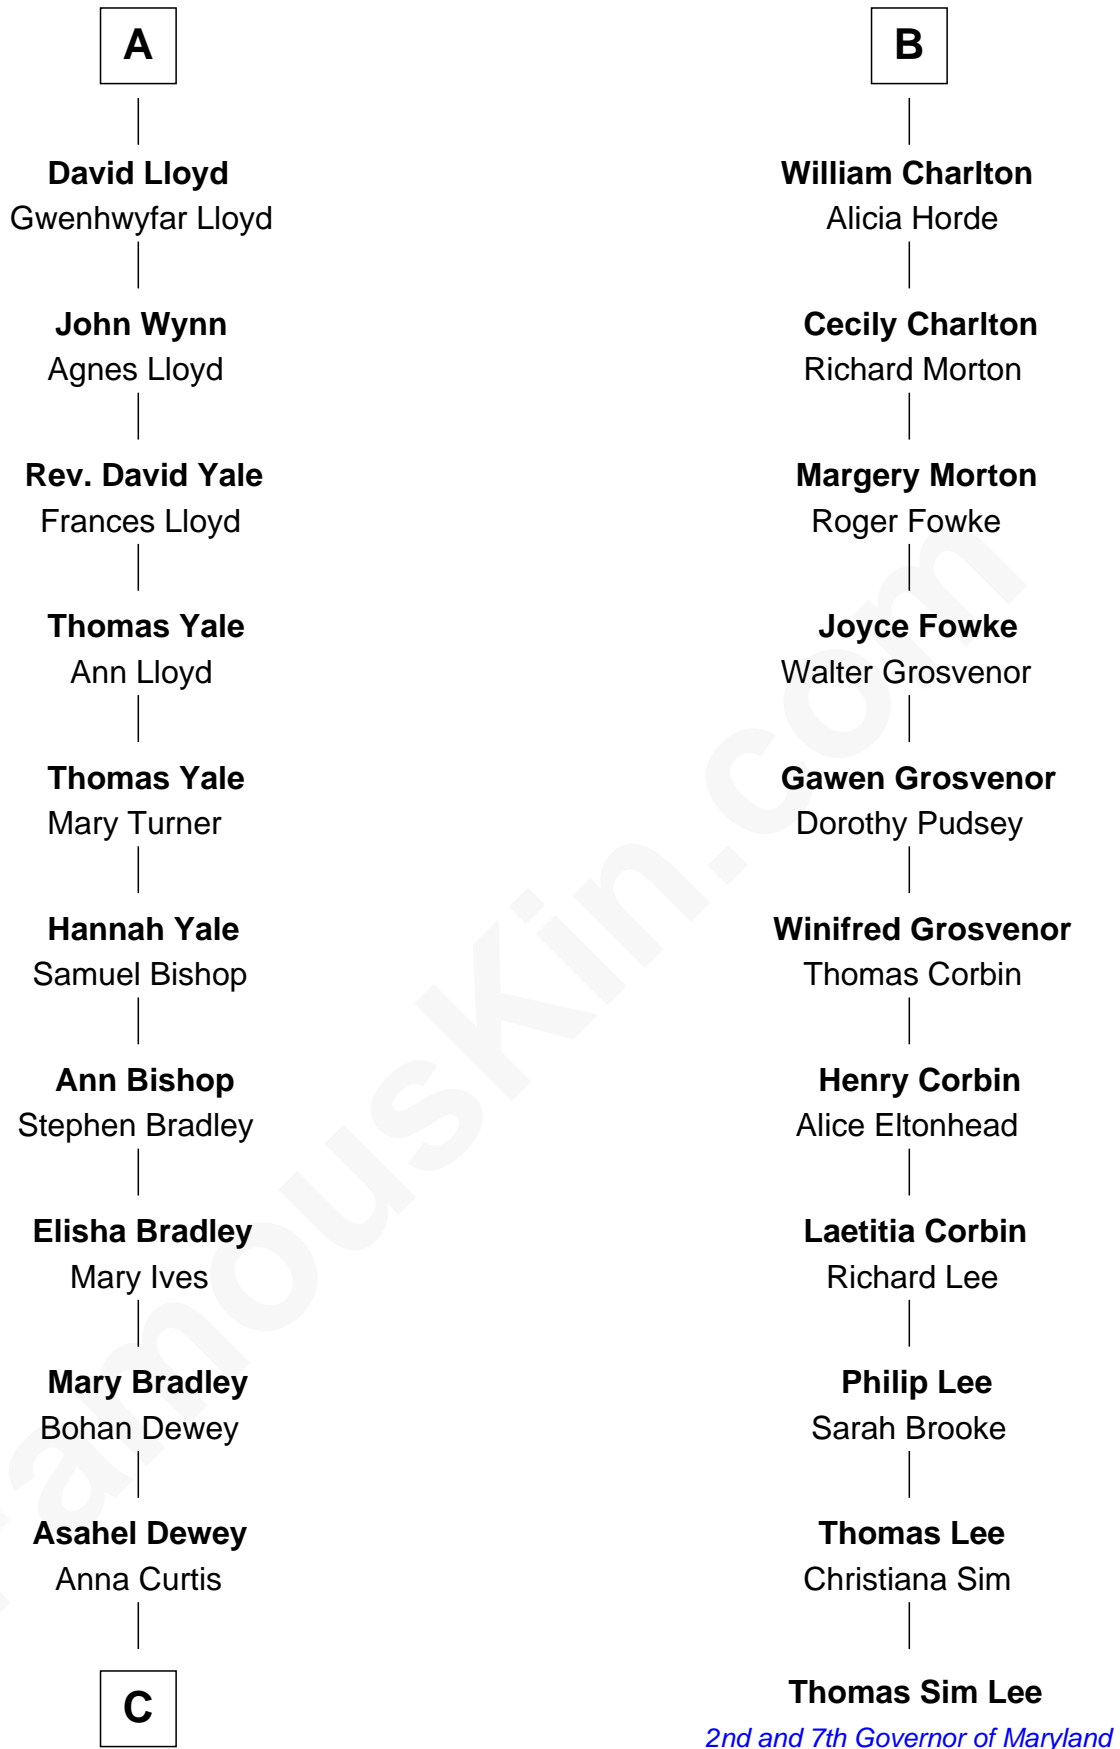 A
David Lloyd
Gwenhwyfar Lloyd
John Wynn
Agnes Lloyd
Rev. David Yale
Frances Lloyd
Thomas Yale
Ann Lloyd
Thomas Yale
Mary Turner
Hannah Yale
Samuel Bishop
Ann Bishop
Stephen Bradley
Elisha Bradley
Mary Ives
Mary Bradley
Bohan Dewey
Asahel Dewey
Anna Curtis
C
B
William Charlton
Alicia Horde
Cecily Charlton
Richard Morton
Margery Morton
Roger Fowke
Joyce Fowke
Walter Grosvenor
Gawen Grosvenor
Dorothy Pudsey
Winifred Grosvenor
Thomas Corbin
Henry Corbin
Alice Eltonhead
Laetitia Corbin
Richard Lee
Philip Lee
Sarah Brooke
Thomas Lee
Christiana Sim
Thomas Sim Lee
2nd and 7th Governor of Maryland
FamousKin.com